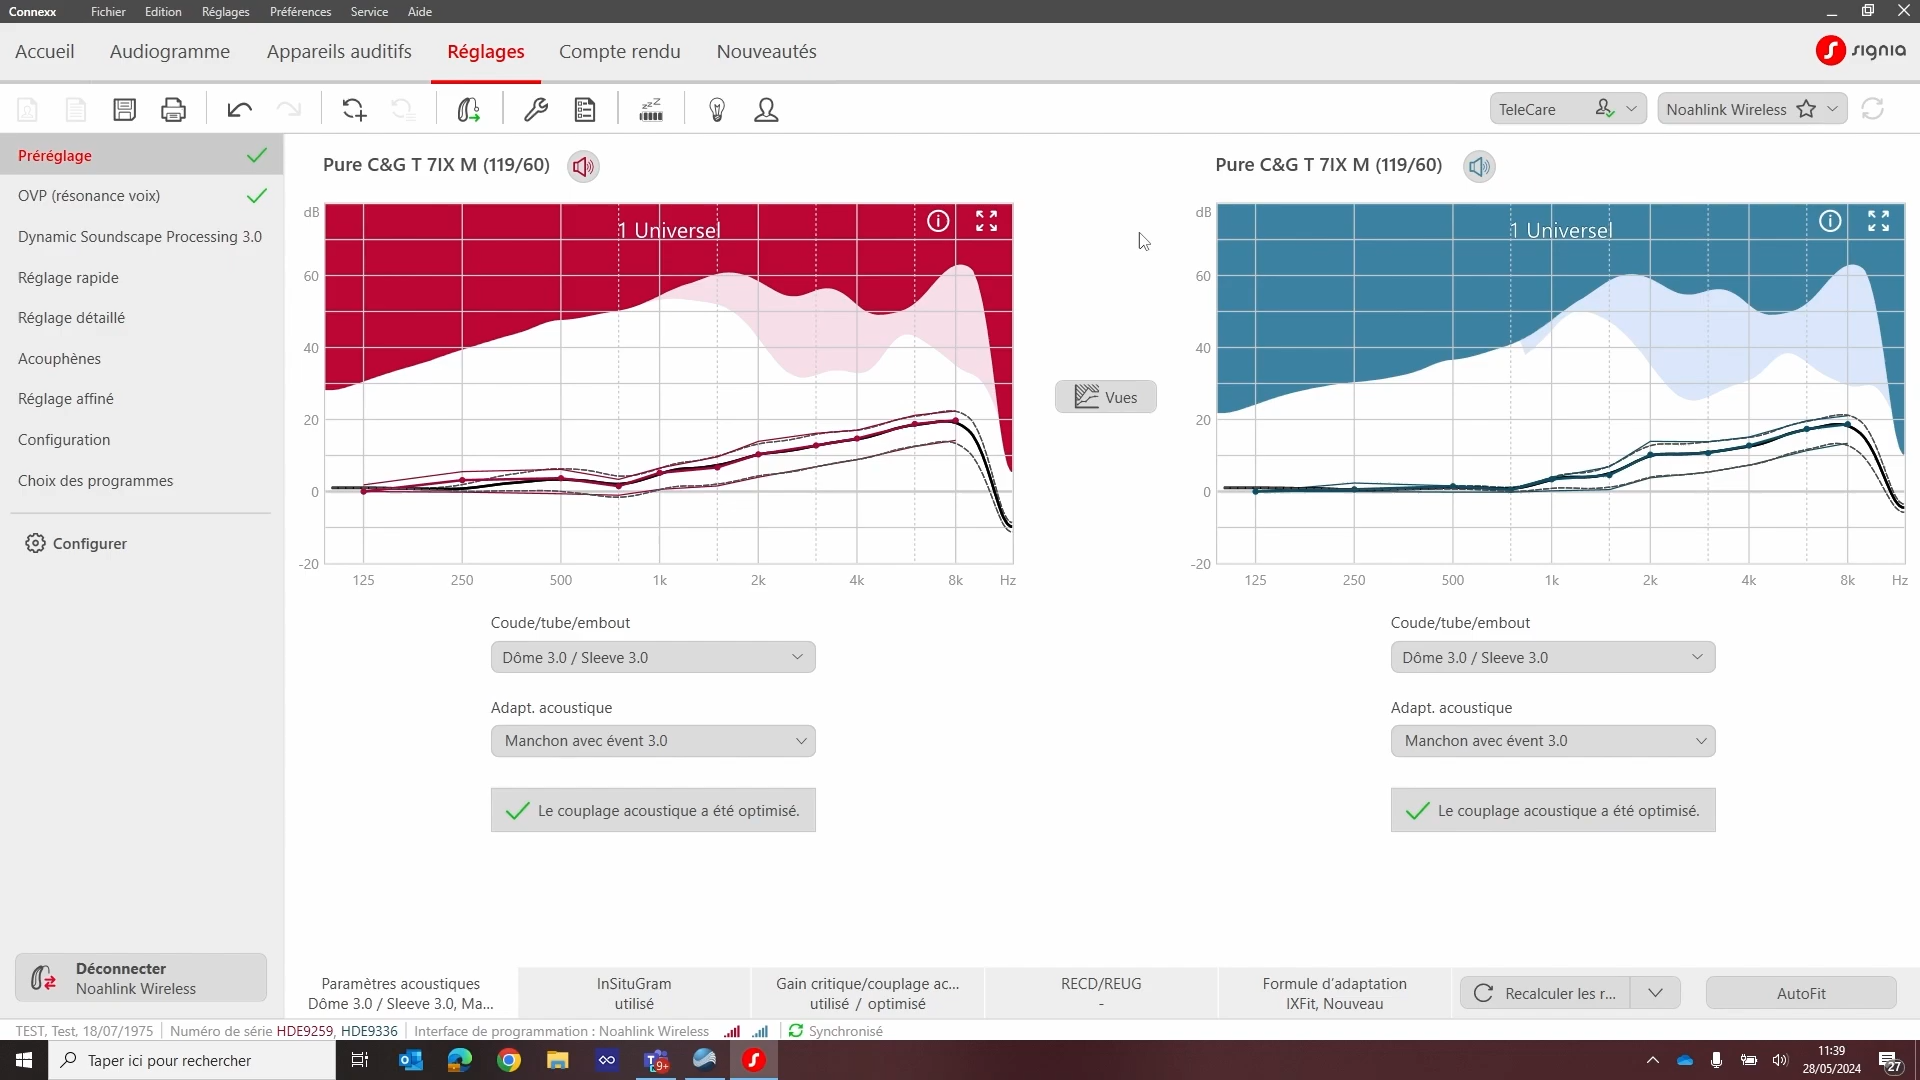 Connexx
Fichier Edition Réglages Préférences Service Aide
Accueil Audiogramme Appareils auditifs Réglages Compte rendu Nouveautés
signia
TeleCare
Noahlink Wireless
Préréglage
OVP (résonance voix)
Dynamic Soundscape Processing 3.0
Réglage rapide
Réglage détaillé
Acouphènes
Réglage affiné
Configuration
Choix des programmes
Configurer
Déconnecter
Noahlink Wireless
Pure C&G T 7IX M (119/60)
dB
1 Universel
60
40
20
0
-20
125 250 500 1k 2k 4k 8k Hz
Coude/tube/embout
Dôme 3.0 / Sleeve 3.0
Adapt. acoustique
Manchon avec évent 3.0
Le couplage acoustique a été optimisé.
Vues
Pure C&G T 7IX M (119/60)
dB
1 Universel
60
40
20
0
-20
125 250 500 1k 2k 4k 8k Hz
Coude/tube/embout
Dôme 3.0 / Sleeve 3.0
Adapt. acoustique
Manchon avec évent 3.0
Le couplage acoustique a été optimisé.
Paramètres acoustiques
Dôme 3.0 / Sleeve 3.0, Ma...
InSituGram
utilisé
Gain critique/couplage ac...
utilisé / optimisé
RECD/REUG
-
Formule d'adaptation
IXFit, Nouveau
Recalculer les r...
AutoFit
TEST, Test, 18/07/1975 Numéro de série HDE9259, HDE9336 Interface de programmation : Noahlink Wireless Synchronisé
Taper ici pour rechercher
9+
11:39
28/05/2024
27